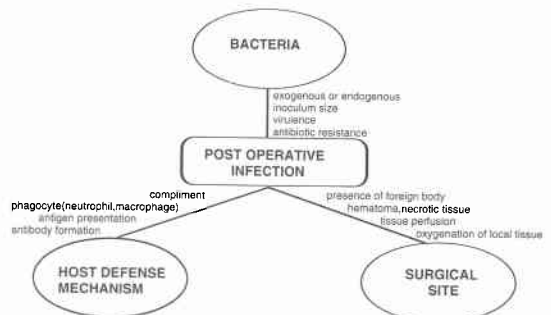 BACTERIA
exogenous or endogenous
inoculum size
virulence
antibiotic resistance
POST OPERATIVE
INFECTION
compliment
phagocyte(neutrophil,macrophage)
antigen presentation
antibody formation
presence of foreign body
hematoma,necrotic tissue
tissue perfusion
oxygenation of local tissue
HOST DEFENSE
MECHANISM
SURGICAL
SITE